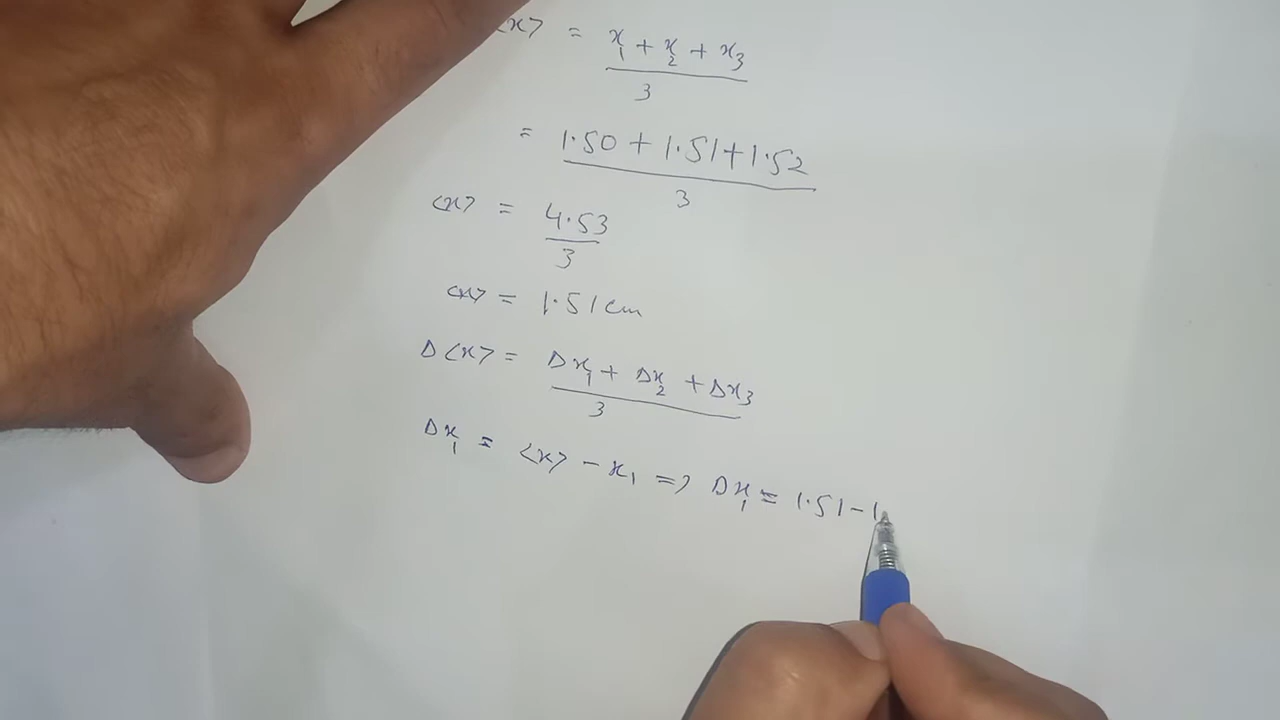 <x> = x₁ + x₂ + x₃
3
= 1.50 + 1.51 + 1.52
3
<x> = 4.53
3
<x> = 1.51 cm
Δ<x> = Δx₁ + Δx₂ + Δx₃
3
Δx₁ = <x> - x₁ => Δx₁ = 1.51 - 1